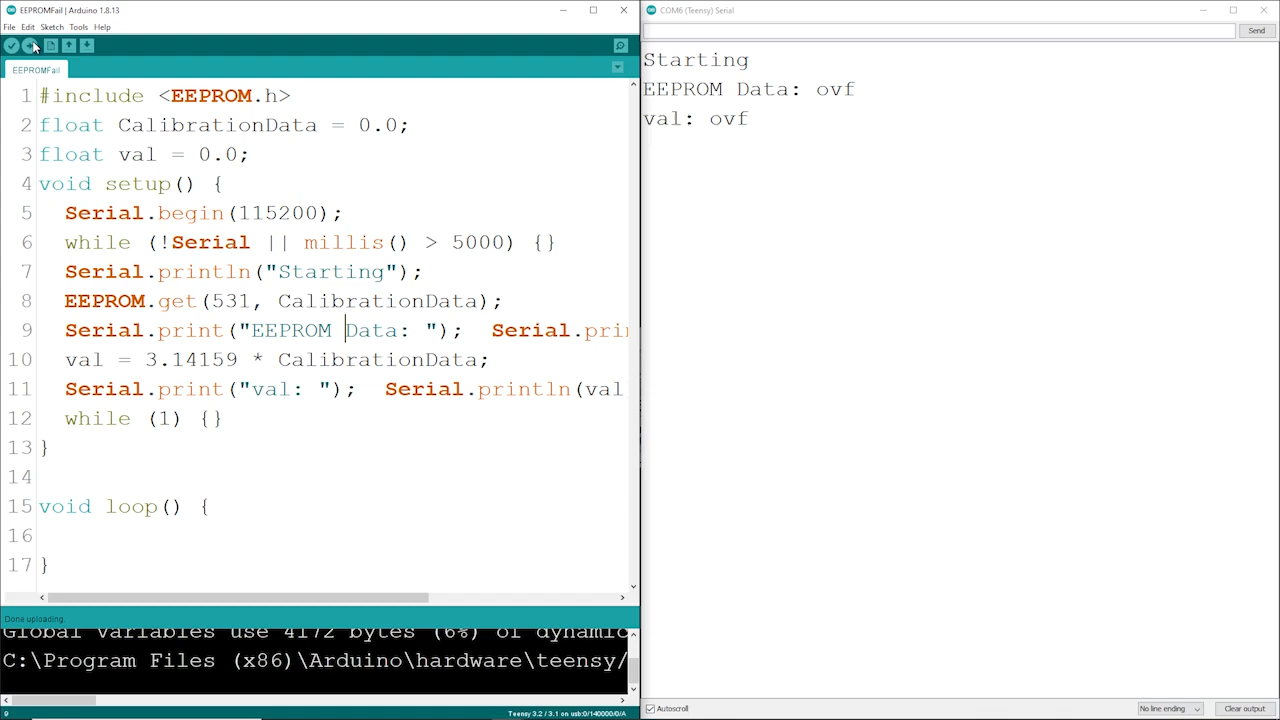 EEPROMFail | Arduino 1.8.13
File Edit Sketch Tools Help
EEPROMFail
1 #include <EEPROM.h>
2 float CalibrationData = 0.0;
3 float val = 0.0;
4 void setup() {
5 Serial.begin(115200);
6 while (!Serial || millis() > 5000) {}
7 Serial.println("Starting");
8 EEPROM.get(531, CalibrationData);
9 Serial.print("EEPROM Data: "); Serial.prin
10 val = 3.14159 * CalibrationData;
11 Serial.print("val: "); Serial.println(val
12 while (1) {}
13 }
14
15 void loop() {
16
17 }
Done uploading.
Global variables use 4172 bytes (6%) of dynamic
C:\Program Files (x86)\Arduino\hardware\teensy/
9 Teensy 3.2 / 3.1 on usb:0/140000/0/A
COM6 (Teensy) Serial
Send
Starting
EEPROM Data: ovf
val: ovf
Autoscroll No line ending Clear output